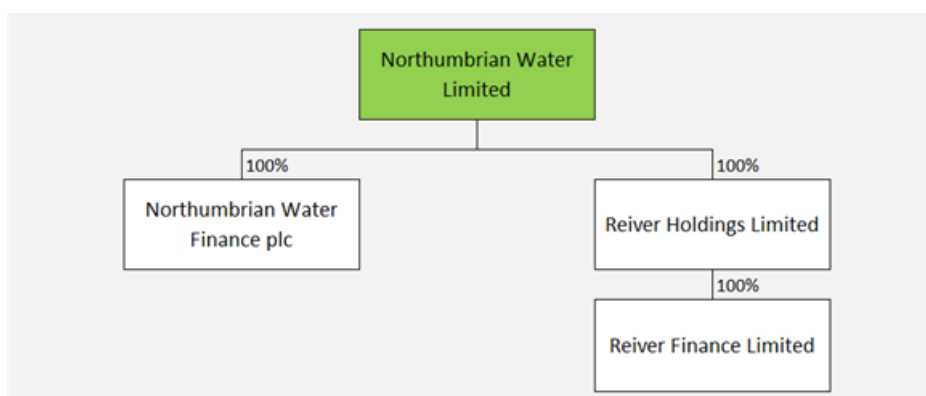 Northumbrian Water
Limited
100%
100%
Northumbrian Water
Finance plc
Reiver Holdings Limited
100%
Reiver Finance Limited